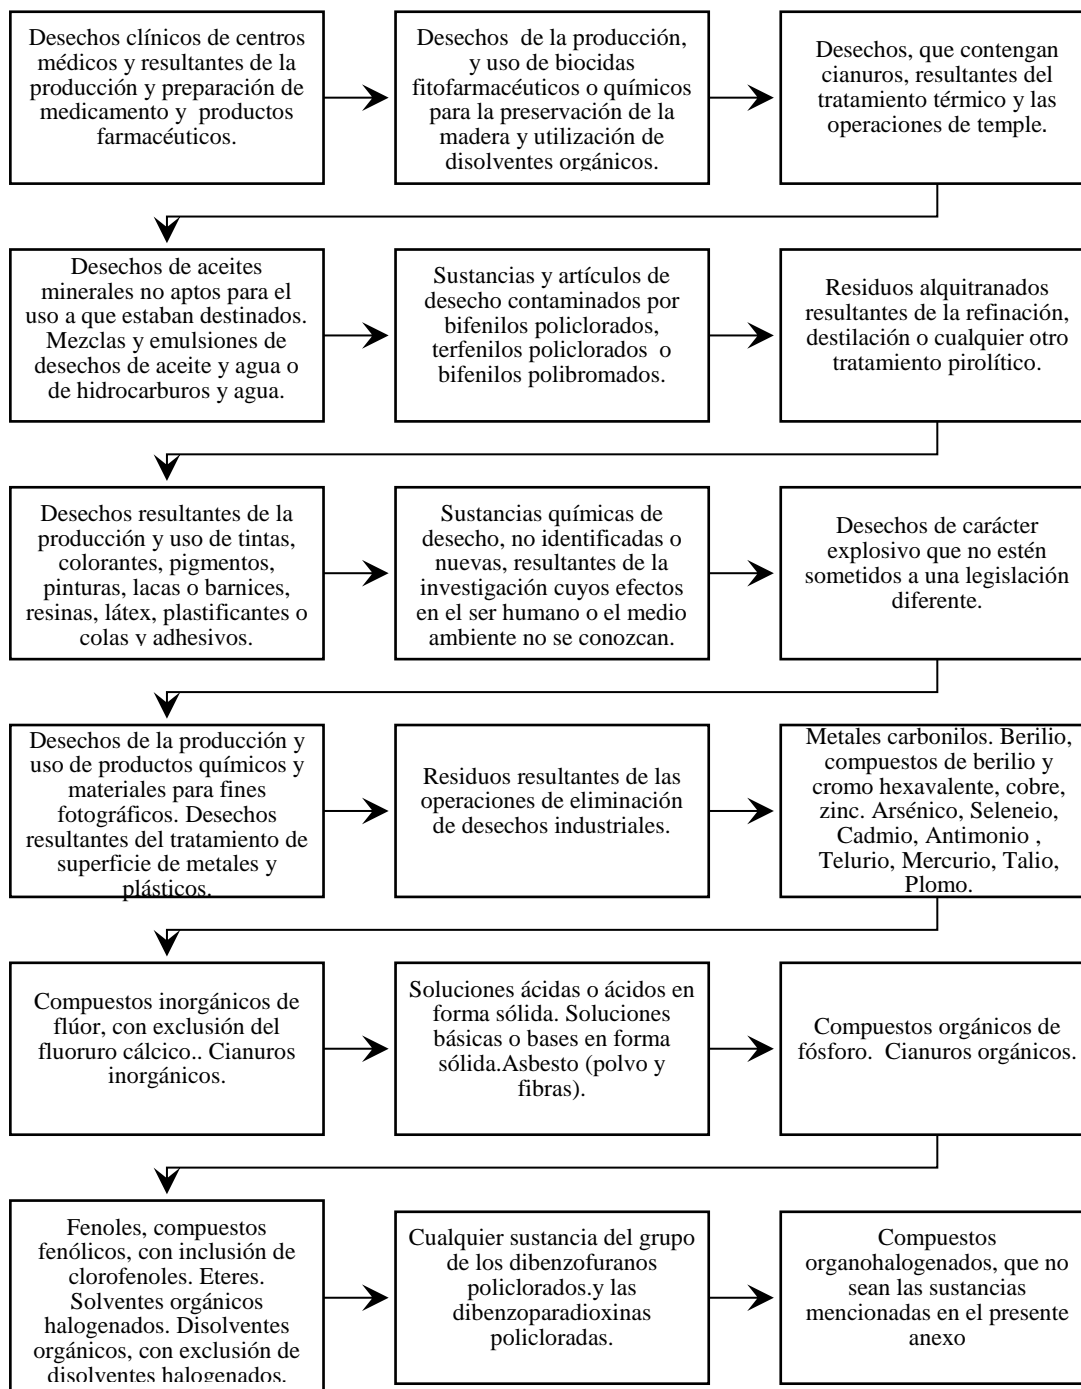 Desechos clínicos de centros
médicos y resultantes de la
producción y preparación de
medicamento y productos
farmacéuticos.
Desechos de la producción,
y uso de biocidas
fitofarmacéuticos o químicos
para la preservación de la
madera y utilización de
disolventes orgánicos.
Desechos, que contengan
cianuros, resultantes del
tratamiento térmico y las
operaciones de temple.
Desechos de aceites
minerales no aptos para el
uso a que estaban destinados.
Mezclas y emulsiones de
desechos de aceite y agua o
de hidrocarburos y agua.
Sustancias y artículos de
desecho contaminados por
bifenilos policlorados,
terfenilos policlorados o
bifenilos polibromados.
Residuos alquitranados
resultantes de la refinación,
destilación o cualquier otro
tratamiento pirolítico.
Desechos resultantes de la
producción y uso de tintas,
colorantes, pigmentos,
pinturas, lacas o barnices,
resinas, látex, plastificantes o
colas y adhesivos.
Sustancias químicas de
desecho, no identificadas o
nuevas, resultantes de la
investigación cuyos efectos
en el ser humano o el medio
ambiente no se conozcan.
Desechos de carácter
explosivo que no estén
sometidos a una legislación
diferente.
Desechos de la producción y
uso de productos químicos y
materiales para fines
fotográficos. Desechos
resultantes del tratamiento de
superficie de metales y
plásticos.
Residuos resultantes de las
operaciones de eliminación
de desechos industriales.
Metales carbonilos. Berilio,
compuestos de berilio y
cromo hexavalente, cobre,
zinc. Arsénico, Seleneio,
Cadmio, Antimonio ,
Telurio, Mercurio, Talio,
Plomo.
Compuestos inorgánicos de
flúor, con exclusión del
fluoruro cálcico.. Cianuros
inorgánicos.
Soluciones ácidas o ácidos en
forma sólida. Soluciones
básicas o bases en forma
sólida.Asbesto (polvo y
fibras).
Compuestos orgánicos de
fósforo. Cianuros orgánicos.
Fenoles, compuestos
fenólicos, con inclusión de
clorofenoles. Eteres.
Solventes orgánicos
halogenados. Disolventes
orgánicos, con exclusión de
disolventes halogenados.
Cualquier sustancia del grupo
de los dibenzofuranos
policlorados.y las
dibenzoparadioxinas
policloradas.
Compuestos
organohalogenados, que no
sean las sustancias
mencionadas en el presente
anexo